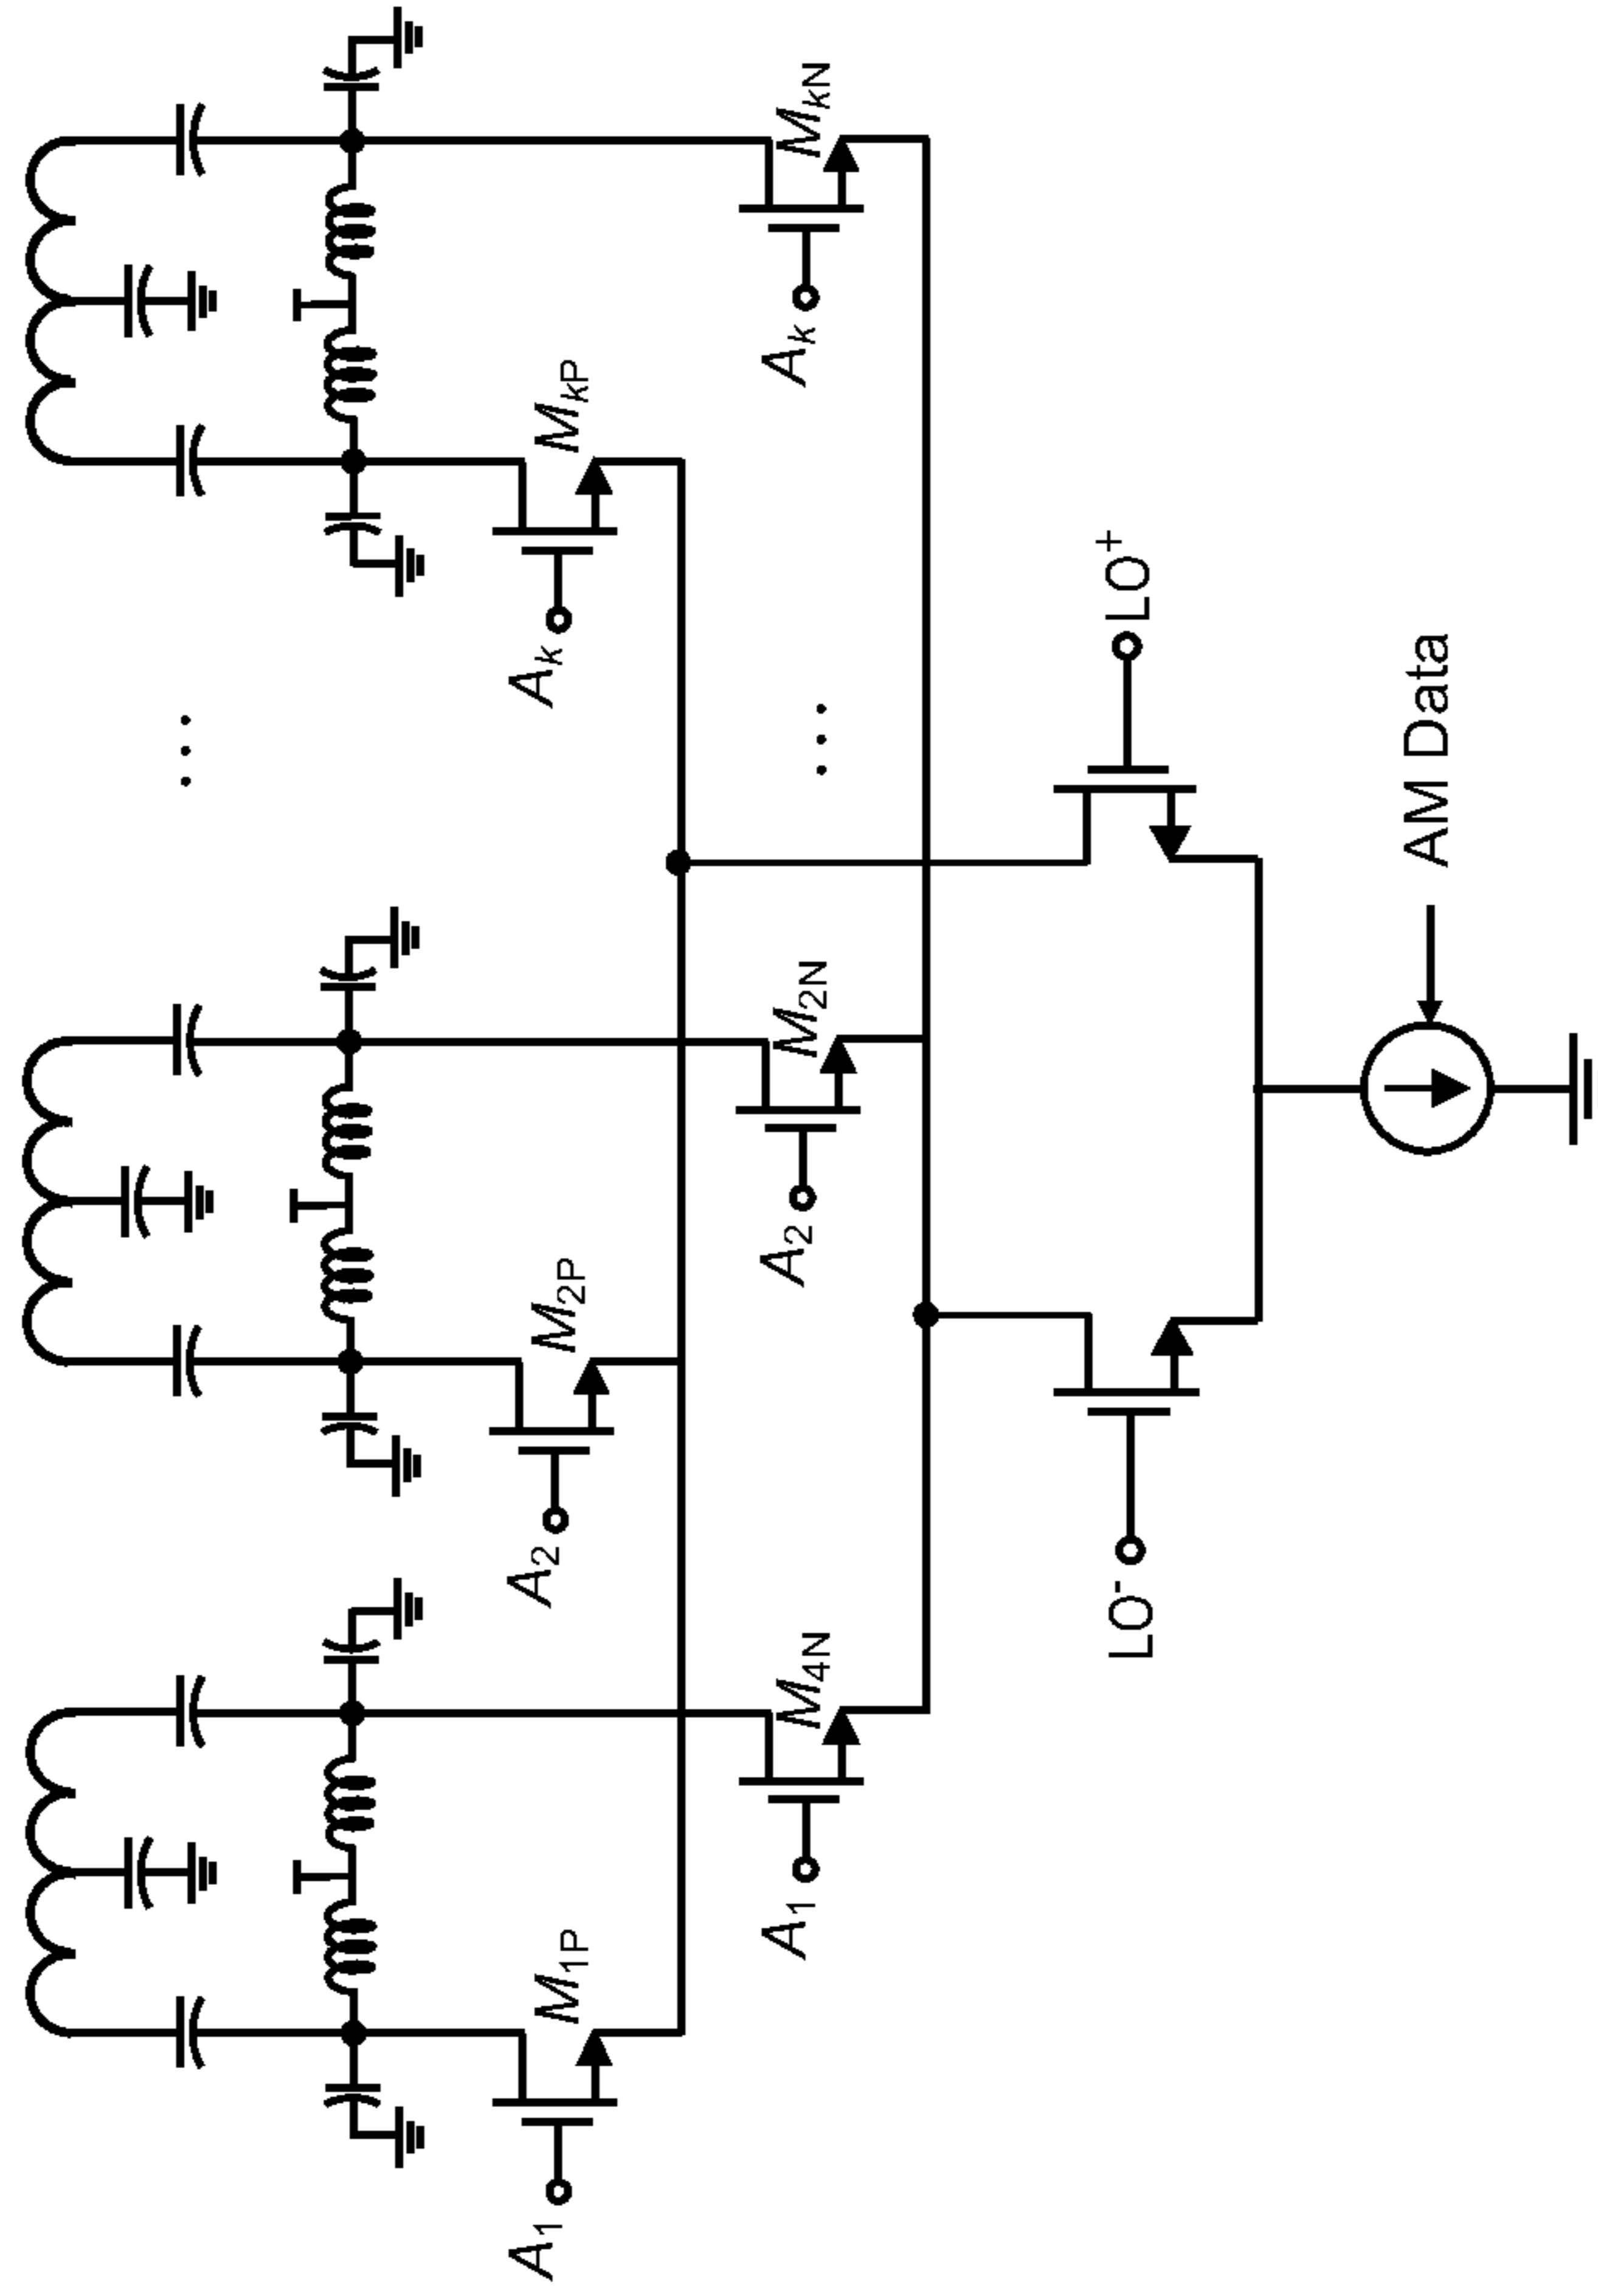 MkN
Ak
MkP
Ak
...
...
LO+
AM Data
M2N
A2
M2P
A2
LO-
M4N
A1
M1P
A1